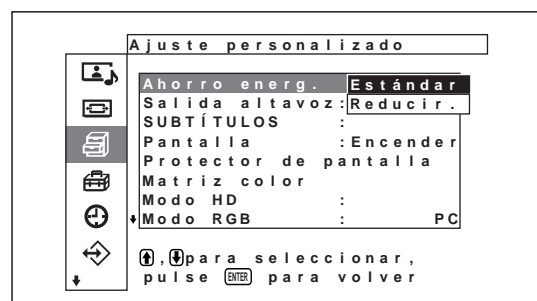 Ajuste personalizado
Ahorro energ. Estándar
Salida altavoz: Reducir.
SUBTÍTULOS :
Pantalla :Encender
Protector de pantalla
Matriz color
Modo HD :
Modo RGB : PC
, para seleccionar,
pulse ENTER para volver